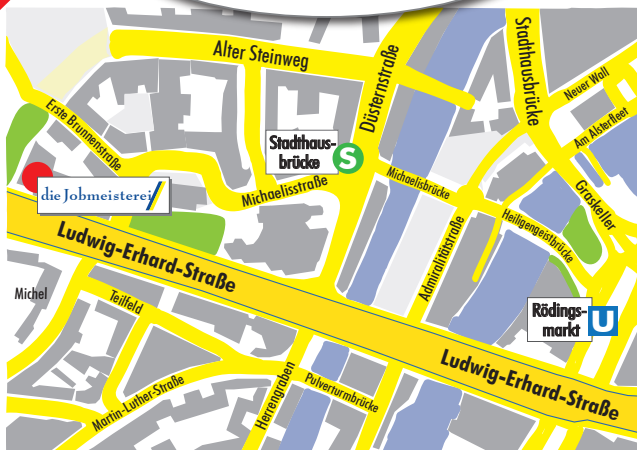 Alter Steinweg
Düsternstraße
Stadthausbrücke
Neuer Wall
Am Alsterfleet
Erste Brunnenstraße
Stadthaus-
brücke
S
Michaelisstraße
Michaelisbrücke
Graskeller
die Jobmeisterei
Heiligengeistbrücke
Admiralitätstraße
Ludwig-Erhard-Straße
Michel
Teilfeld
Rödings-
markt
U
Ludwig-Erhard-Straße
Martin-Luther-Straße
Herrengraben
Pulverturmbrücke